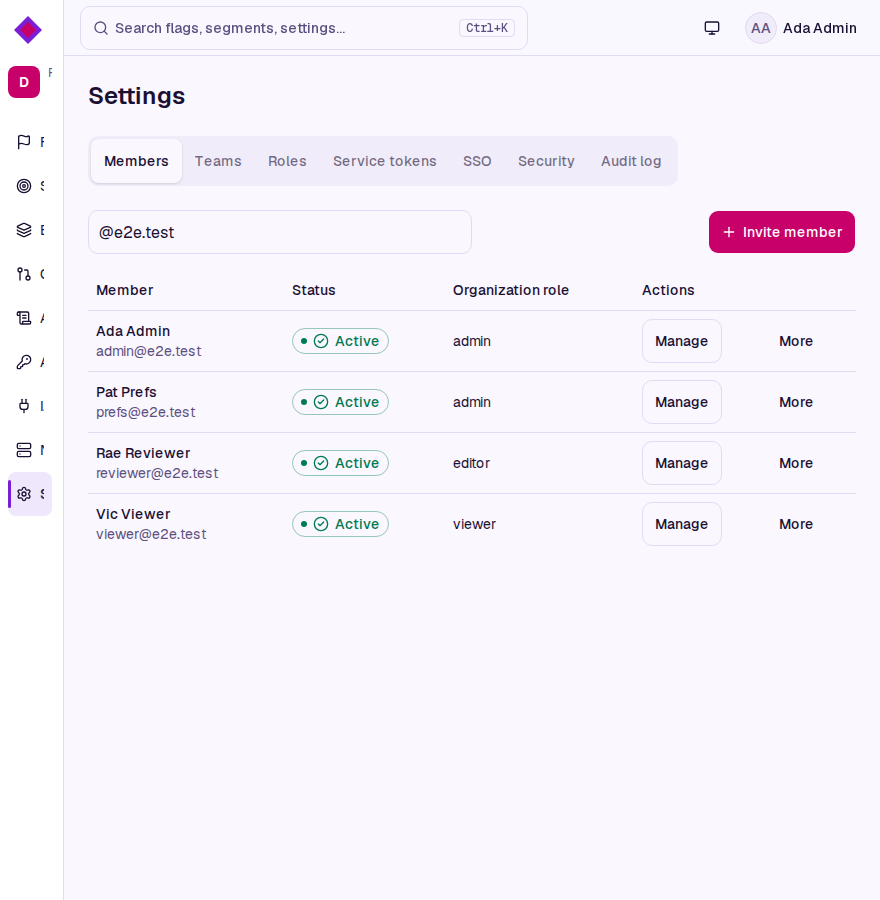 Search flags, segments, settings...
Ctrl+K
AA
Ada Admin
D
Settings
Members
Teams
Roles
Service tokens
SSO
Security
Audit log
@e2e.test
Invite member
Member
Status
Organization role
Actions
Ada Admin
admin@e2e.test
Active
admin
Manage
More
Pat Prefs
prefs@e2e.test
Active
admin
Manage
More
Rae Reviewer
reviewer@e2e.test
Active
editor
Manage
More
Vic Viewer
viewer@e2e.test
Active
viewer
Manage
More